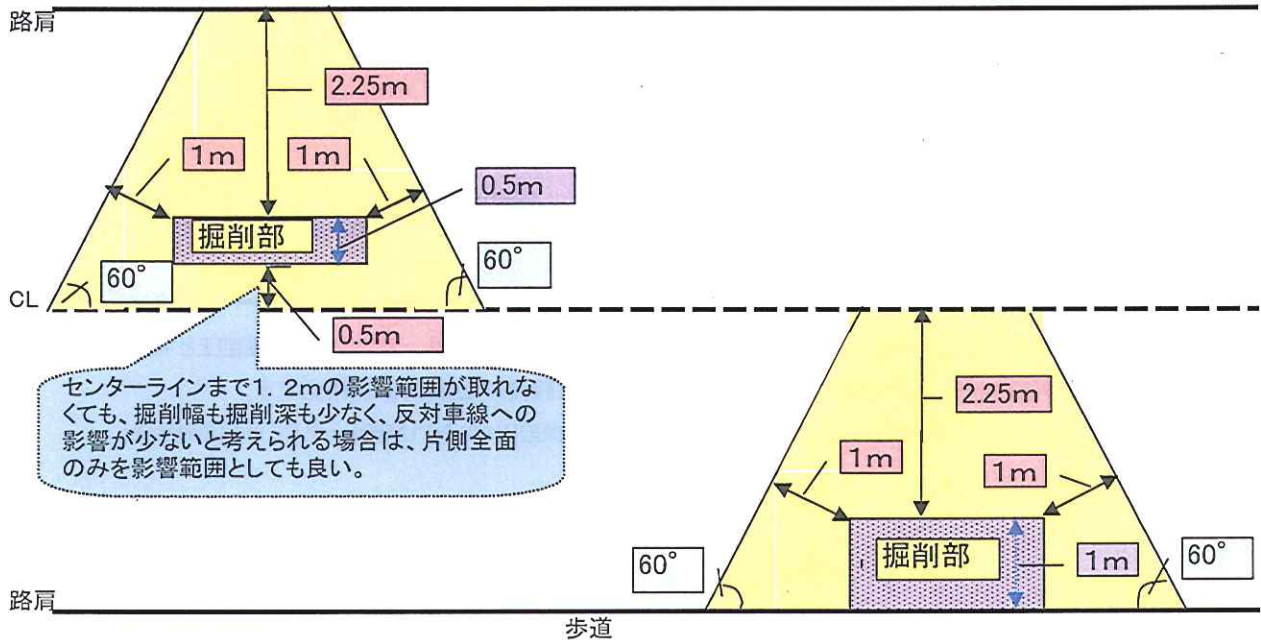 路肩
2.25m
1m
1m
0.5m
掘削部
60°
60°
CL
0.5m
センターラインまで1.2mの影響範囲が取れな
くても、掘削幅も掘削深も少なく、反対車線への
影響が少ないと考えられる場合は、片側全面
のみを影響範囲としても良い。
2.25m
1m
1m
掘削部
1m
60°
60°
路肩
歩道